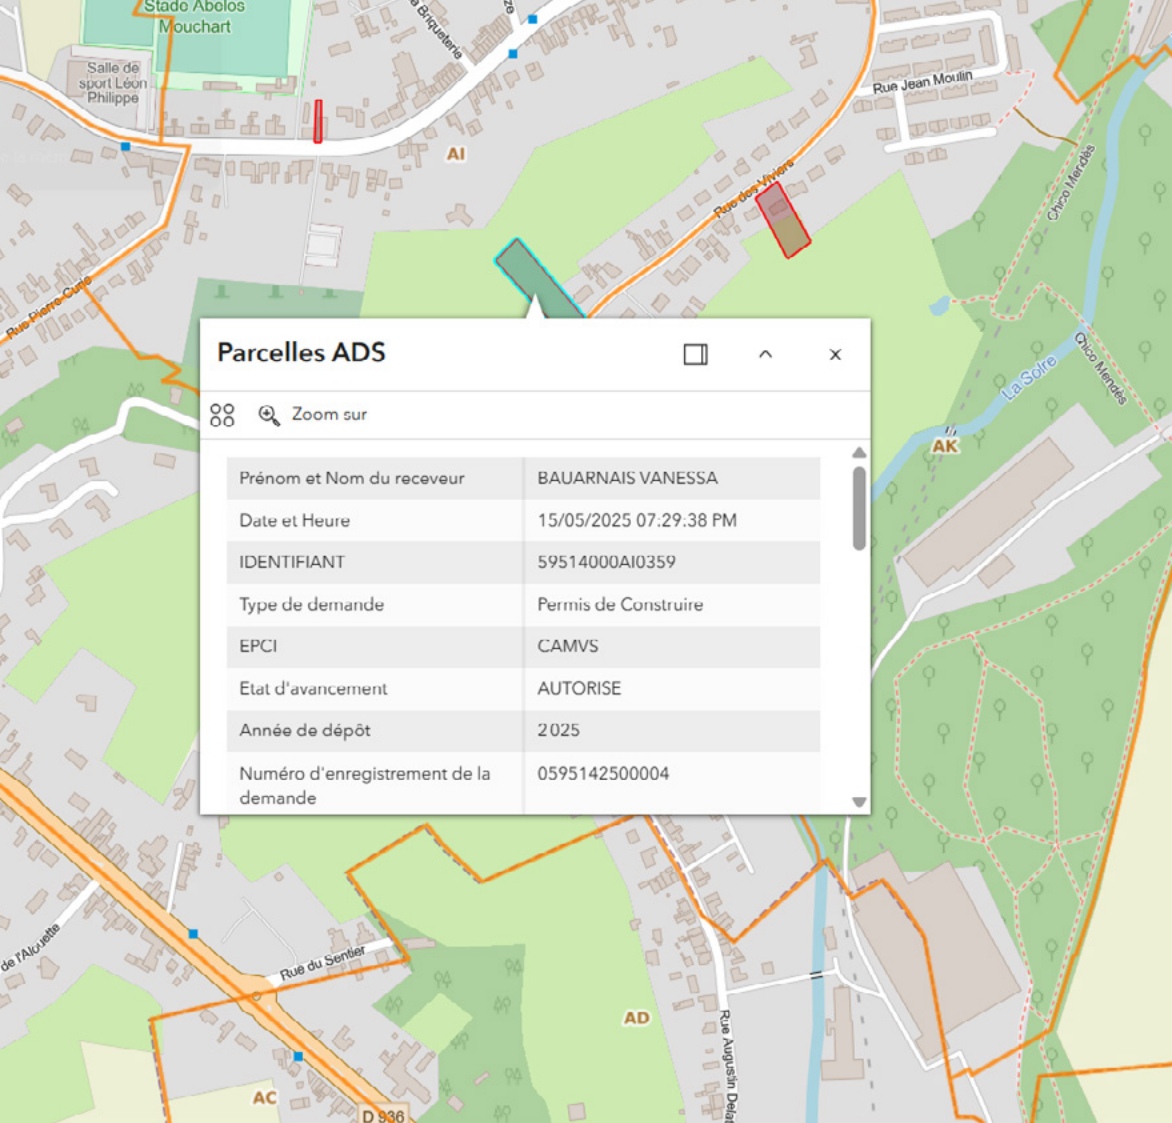 Stade Abelos
Mouchart
la Briqueterie
Salle de
sport Léon
Philippe
Rue Jean Moulin
AI
Rue des Viviers
Chico Mendès
Rue Pierre Curie
La Solre
Chico Mendès
AK
Parcelles ADS
Zoom sur
Prénom et Nom du receveur BAUARNAIS VANESSA
Date et Heure 15/05/2025 07:29:38 PM
IDENTIFIANT 59514000AI0359
Type de demande Permis de Construire
EPCI CAMVS
Etat d'avancement AUTORISE
Année de dépôt 2025
Numéro d'enregistrement de la 0595142500004
demande
de l'Alouette
Rue du Sentier
AD
Rue Augustin
AC
D 936